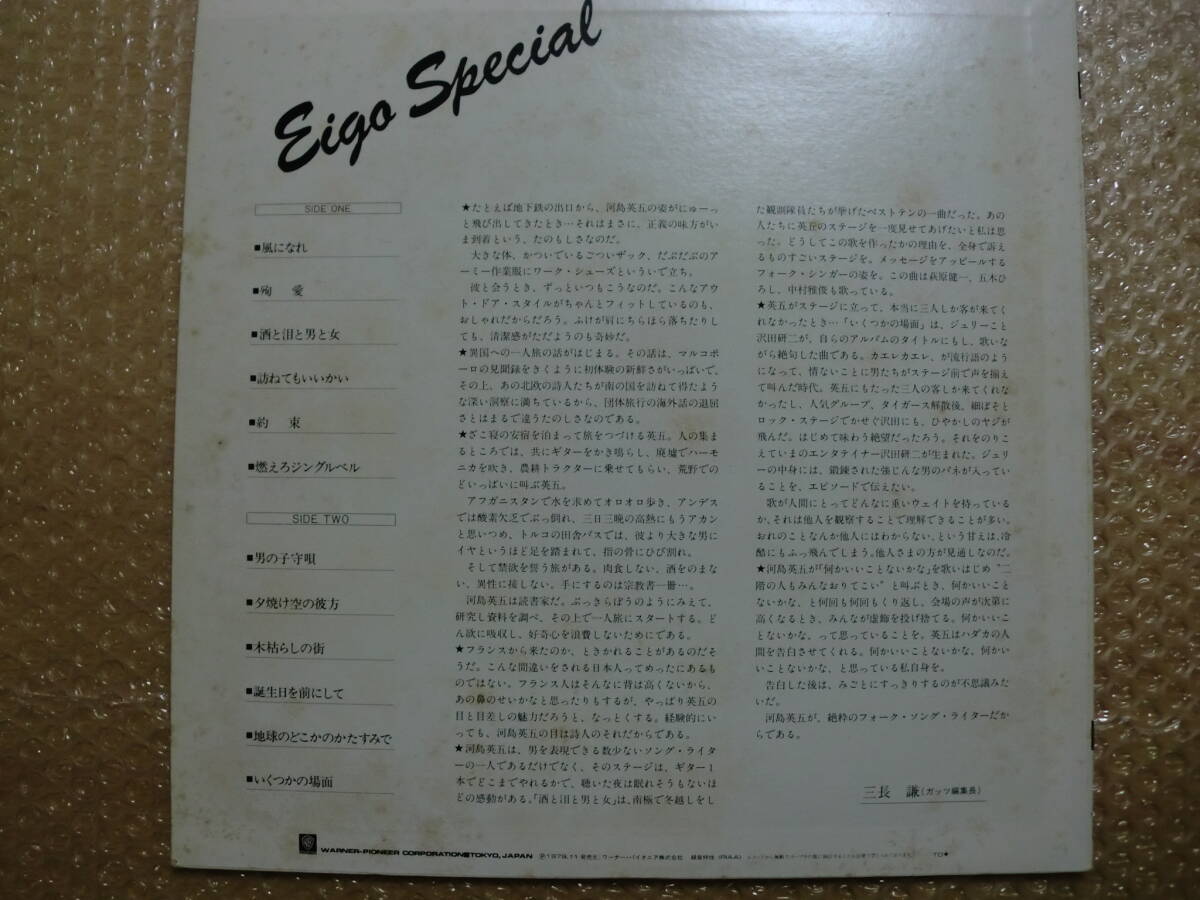 Eigo Special
SIDE ONE
■風になれ
■殉　愛
■酒と泪と男と女
■訪ねてもいいかい
■約　束
■燃えろジングルベル
SIDE TWO
■男の子守唄
■夕焼け空の彼方
■木枯らしの街
■誕生日を前にして
■地球のどこかのかたすみで
■いくつかの場面
★たとえば地下鉄の出口から、河島英五の姿がにゅーっ
と飛び出してきたとき…それはまさに、正義の味方がい
ま到着という、たのもしさなのだ。
大きな体、かついでいるごついザック、だぶだぶのア
ーミー作業服にワーク・シューズといういで立ち。
彼と会うとき、ずっといつもこうなのだ。こんなアウ
ト・ドア・スタイルがちゃんとフィットしているのも、
おしゃれだからだろう。ふけが肩にちらほら落ちたりし
ても、清潔感がただようのも奇妙だ。
★異国への一人旅の話がはじまる。その話は、マルコポ
ーロの見聞録をきくように初体験の新鮮さがいっぱいで、
その上、あの北欧の詩人たちが南の国を訪ねて得たよう
な深い洞察に満ちているから、団体旅行の海外話の退屈
さとはまるで違うたのしさなのである。
★ざこ寝の安宿を泊まって旅をつづける英五。人の集ま
るところでは、共にギターをかき鳴らし、廃墟でハーモ
ニカを吹き、農耕トラクターに乗せてもらい、荒野での
どいっぱいに叫ぶ英五。
アフガニスタンで水を求めてオロオロ歩き、アンデス
では酸素欠乏でぶっ倒れ、三日三晩の高熱にもうアカン
と思いつめ、トルコの田舎バスでは、彼より大きな男に
イヤというほど足を踏まれて、指の骨にひび割れ。
そして禁欲を誓う旅がある。肉食しない、酒をのまな
い、異性に接しない。手にするのは宗教書一冊…。
河島英五は読書家だ。ぶっきらぼうのようにみえて、
研究し資料を調べ、その上で一人旅にスタートする。ど
ん欲に吸収し、好奇心を浪費しないためにである。
★フランスから来たのか、ときかれることがあるのだそ
うだ。こんな間違いをされる日本人ってめったにあるも
のではない。フランス人はそんなに背は高くないから、
あの鼻のせいかなと思ったりもするが、やっぱり英五の
目と目差しの魅力だろうと、なっとくする。経験的にい
っても、河島英五の目は詩人のそれだからである。
★河島英五は、男を表現できる数少ないソング・ライタ
ーの一人であるだけでなく、そのステージは、ギター1
本でどこまでやれるかで、聴いた夜は眠れそうもないほ
どの感動がある。「酒と泪と男と女」は、南極で冬越しをし
た観測隊員たちが挙げたベストテンの一曲だった。あの
人たちに英五のステージを一度見せてあげたいと私は思
った。どうしてこの歌を作ったかの理由を、全身で訴え
るものすごいステージを。メッセージをアッピールする
フォーク・シンガーの姿を。この曲は萩原健一、五木ひ
ろし、中村雅俊も歌っている。
★英五がステージに立って、本当に三人しか客が来てく
れなかったとき…「いくつかの場面」は、ジュリーこと
沢田研二が、自らのアルバムのタイトルにもし、歌いな
がら絶句した曲である。カエレカエレ、が流行語のよう
になって、情ないことに男たちがステージ前で声を揃え
て叫んだ時代。英五にもたった三人の客しか来てくれな
かったし、人気グループ、タイガース解散後、細ぼそと
ロック・ステージでかせぐ沢田にも、ひやかしのヤジが
飛んだ。はじめて味わう絶望だったろう。それをのりこ
えていまのエンタテイナー沢田研二が生まれた。ジュリ
ーの中身には、鍛錬された強じんな男のバネが入ってい
ることを、エピソードで伝えたい。
歌が人間にとってどんなに重いウェイトを持っている
か、それは他人を観察することで理解できることが多い。
おれのことなんか他人にはわからない、という甘えは、冷
酷にもふっ飛んでしまう。他人さまの方が見通しなのだ。
★河島英五が「何かいいことないかな」を歌いはじめ〝二
階の人もみんなおりてこい〟と叫ぶとき、何かいいこと
ないかな、と何回も何回もくり返し、会場の声が次第に
高くなるとき、みんなが虚飾を投げ捨てる。何かいいこ
とないかな、って思っていることを。英五はハダカの人
間を告白させてくれる。何かいいことないかな、何かい
いことないかな、と思っている私自身を。
告白した後は、みごとにすっきりするのが不思議みた
いだ。
河島英五が、絶粋のフォーク・ソング・ライターだか
らである。
三長　謙(ガッツ編集長)
WARNER-PIONEER CORPORATION■TOKYO, JAPAN　Ⓟ1979.11 発売元：ワーナー・パイオニア株式会社　録音特性(RIAA)